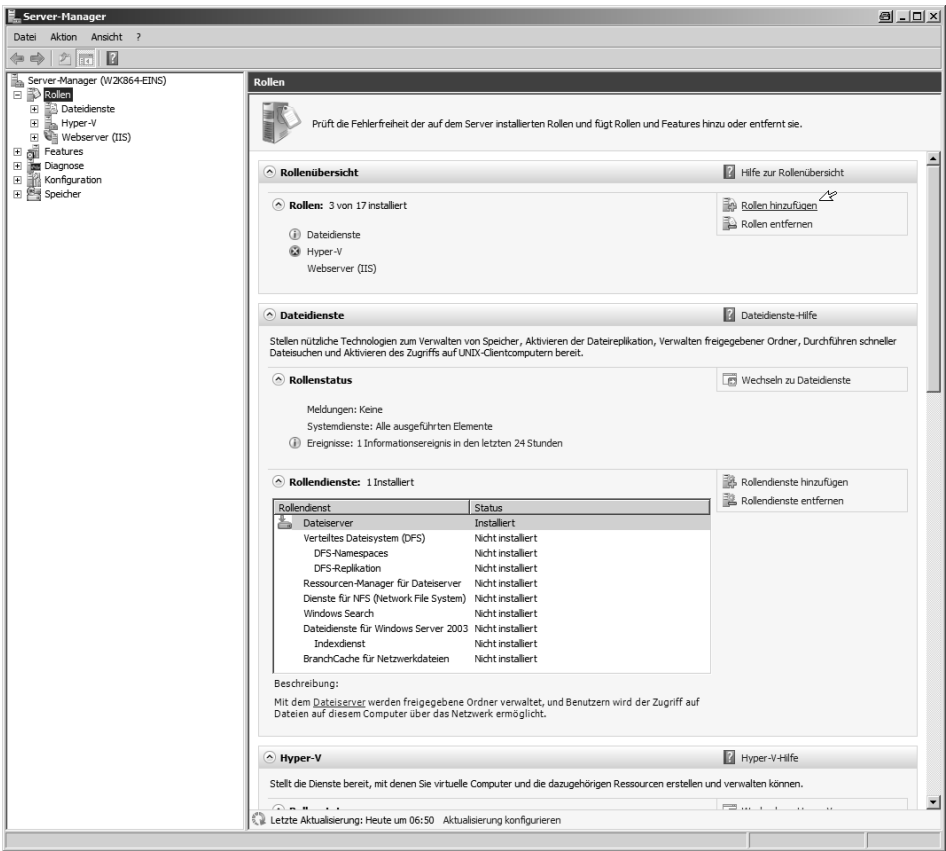 Server-Manager
Datei Aktion Ansicht ?
Server-Manager (W2K864-EINS)
Rollen
Dateidienste
Hyper-V
Webserver (IIS)
Features
Diagnose
Konfiguration
Speicher
Rollen
Prüft die Fehlerfreiheit der auf dem Server installierten Rollen und fügt Rollen und Features hinzu oder entfernt sie.
Rollenübersicht
Hilfe zur Rollenübersicht
Rollen: 3 von 17 installiert
Rollen hinzufügen
Rollen entfernen
Dateidienste
Hyper-V
Webserver (IIS)
Dateidienste
Dateidienste-Hilfe
Stellen nützliche Technologien zum Verwalten von Speicher, Aktivieren der Dateireplikation, Verwalten freigegebener Ordner, Durchführen schneller
Dateisuchen und Aktivieren des Zugriffs auf UNIX-Clientcomputern bereit.
Rollenstatus
Wechseln zu Dateidienste
Meldungen: Keine
Systemdienste: Alle ausgeführten Elemente
Ereignisse: 1 Informationsereignis in den letzten 24 Stunden
Rollendienste: 1 Installiert
Rollendienste hinzufügen
Rollendienste entfernen
Rollendienst Status
Dateiserver Installiert
Verteiltes Dateisystem (DFS) Nicht installiert
DFS-Namespaces Nicht installiert
DFS-Replikation Nicht installiert
Ressourcen-Manager für Dateiserver Nicht installiert
Dienste für NFS (Network File System) Nicht installiert
Windows Search Nicht installiert
Dateidienste für Windows Server 2003 Nicht installiert
Indexdienst Nicht installiert
BranchCache für Netzwerkdateien Nicht installiert
Beschreibung:
Mit dem Dateiserver werden freigegebene Ordner verwaltet, und Benutzern wird der Zugriff auf
Dateien auf diesem Computer über das Netzwerk ermöglicht.
Hyper-V
Hyper-V-Hilfe
Stellt die Dienste bereit, mit denen Sie virtuelle Computer und die dazugehörigen Ressourcen erstellen und verwalten können.
Letzte Aktualisierung: Heute um 06:50 Aktualisierung konfigurieren